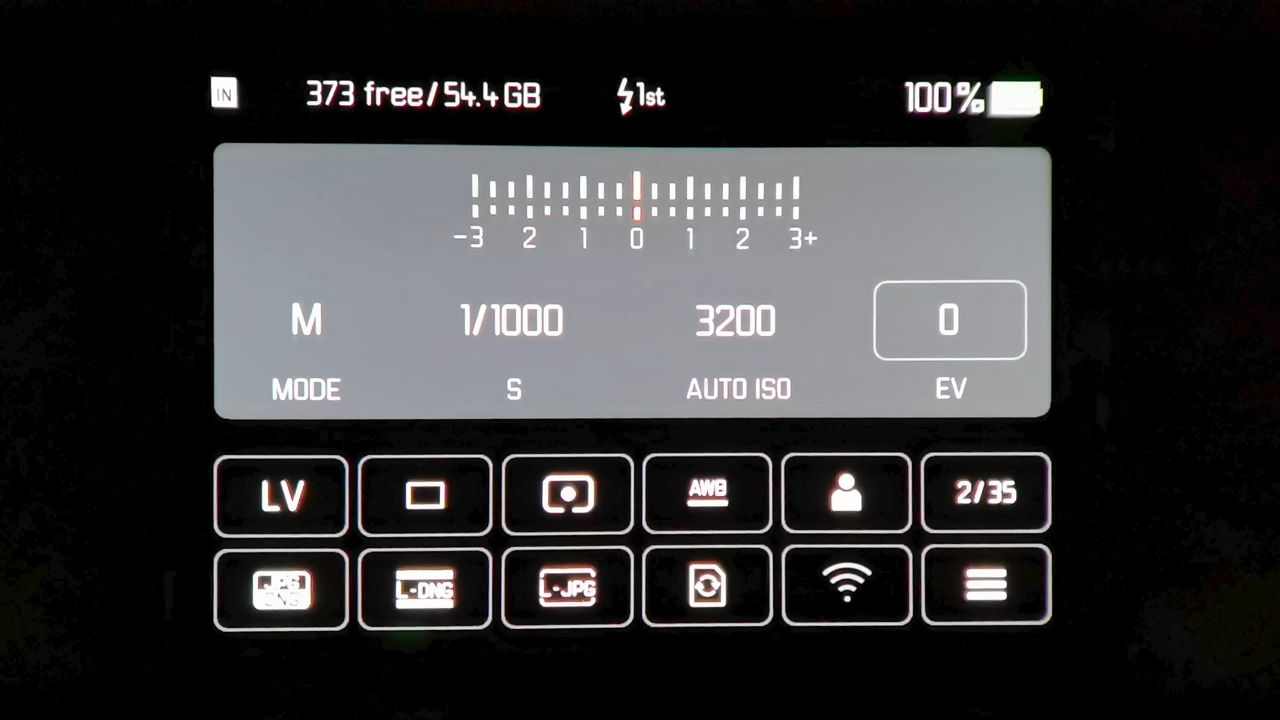 IN 373 free/54.4 GB 1st 100%
-3 2 1 0 1 2 3+
M 1/1000 3200 0
MODE S AUTO ISO EV
LV AWB 2/35
JPG DNG L-DNG L-JPG